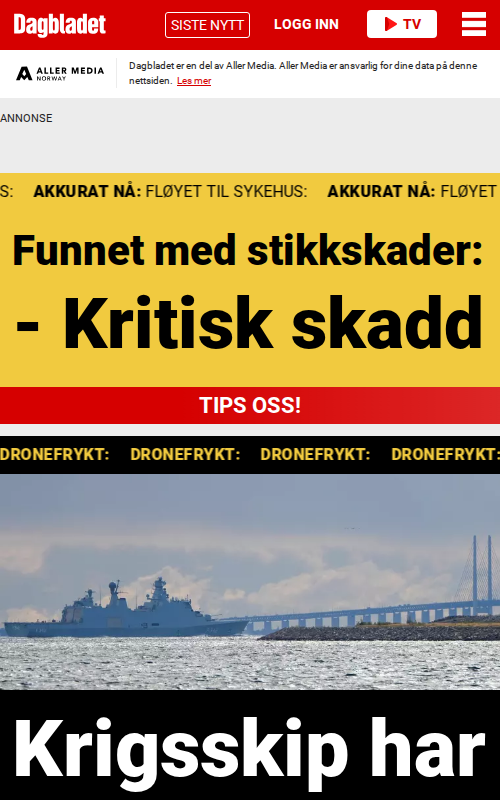 Dagbladet
SISTE NYTT
LOGG INN
TV
ALLER MEDIA
NORWAY
Dagbladet er en del av Aller Media. Aller Media er ansvarlig for dine data på denne
nettsiden. Les mer
ANNONSE
S: AKKURAT NÅ: FLØYET TIL SYKEHUS: AKKURAT NÅ: FLØYET
Funnet med stikkskader:
- Kritisk skadd
TIPS OSS!
DRONEFRYKT: DRONEFRYKT: DRONEFRYKT: DRONEFRYKT:
Krigsskip har